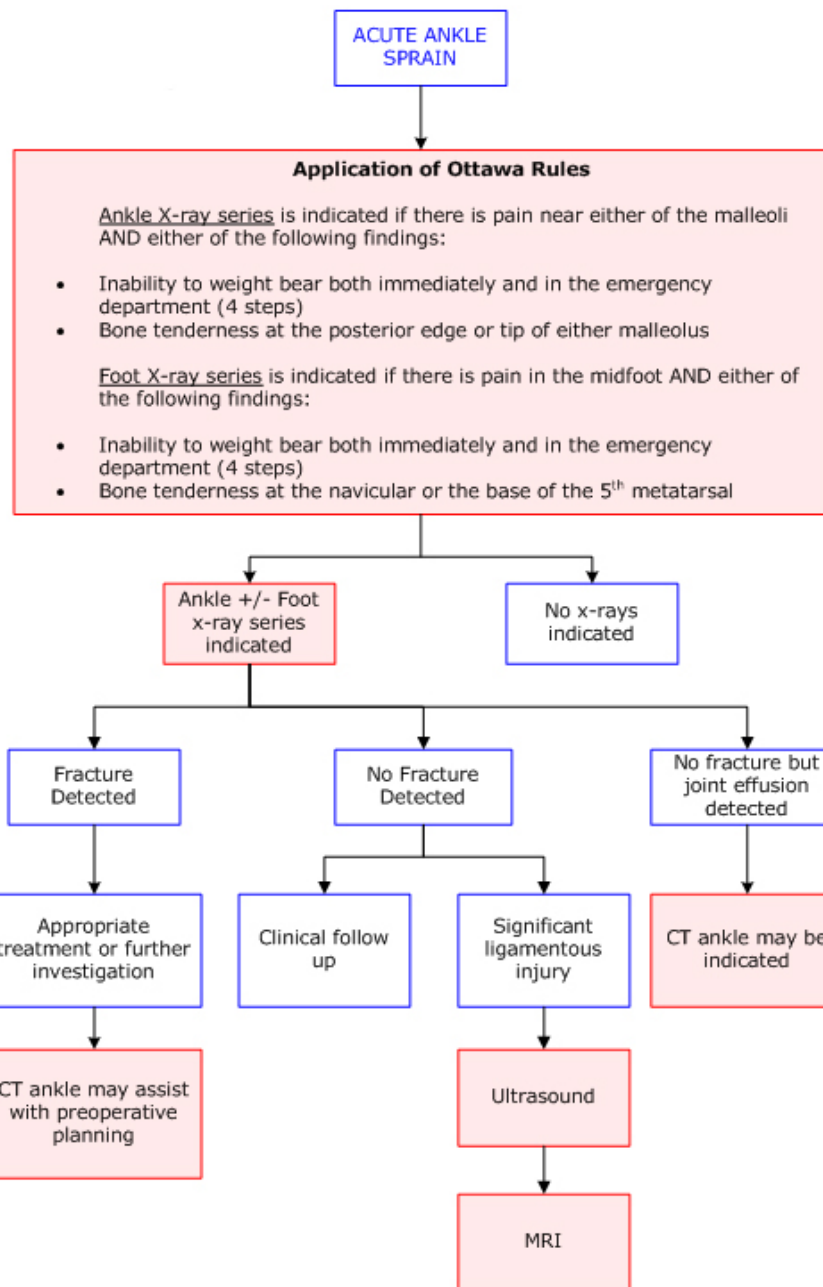 ACUTE ANKLE
SPRAIN
Application of Ottawa Rules
Ankle X-ray series is indicated if there is pain near either of the malleoli
AND either of the following findings:
• Inability to weight bear both immediately and in the emergency
department (4 steps)
• Bone tenderness at the posterior edge or tip of either malleolus
Foot X-ray series is indicated if there is pain in the midfoot AND either of
the following findings:
• Inability to weight bear both immediately and in the emergency
department (4 steps)
• Bone tenderness at the navicular or the base of the 5th metatarsal
Ankle +/- Foot
x-ray series
indicated
No x-rays
indicated
Fracture
Detected
No Fracture
Detected
No fracture but
joint effusion
detected
Appropriate
treatment or further
investigation
Clinical follow
up
Significant
ligamentous
injury
CT ankle may be
indicated
CT ankle may assist
with preoperative
planning
Ultrasound
MRI